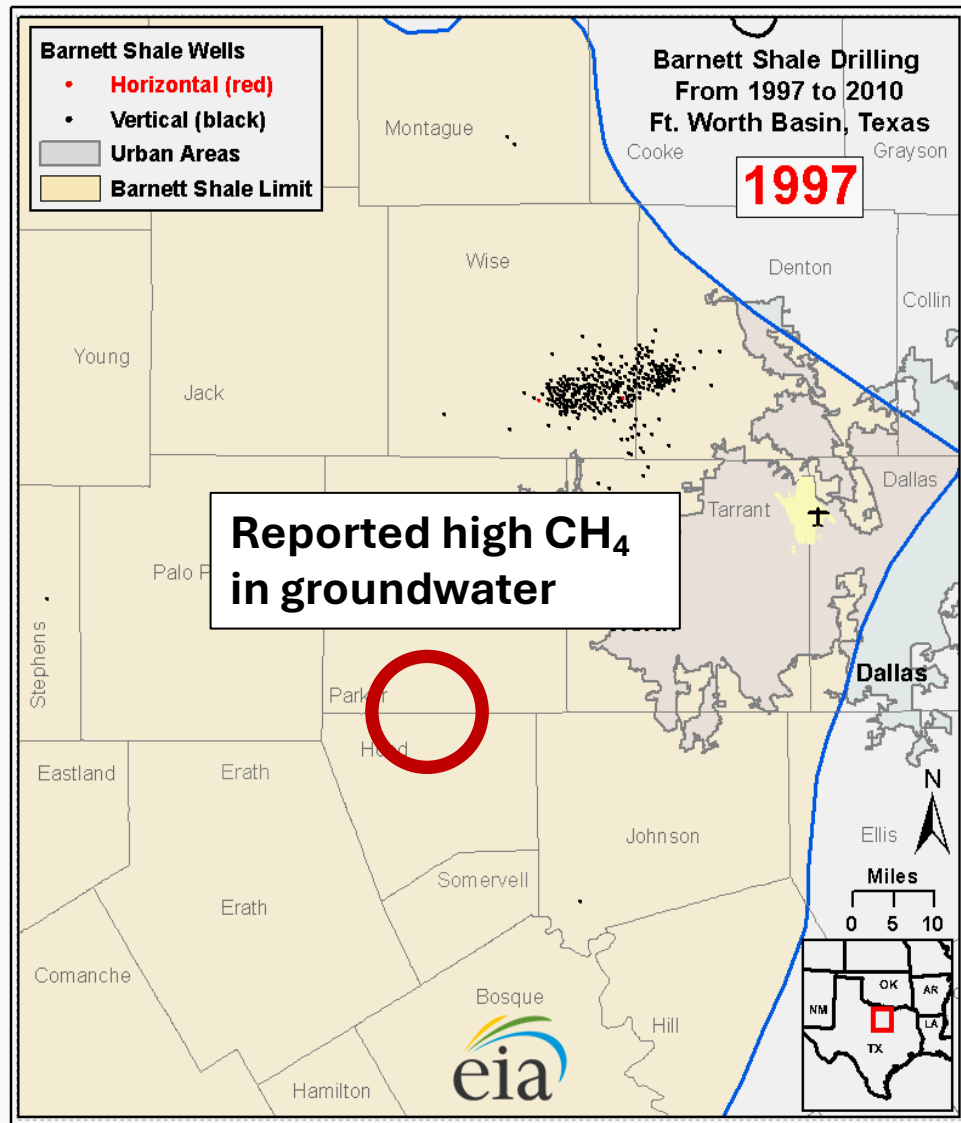 Barnett Shale Wells
Horizontal (red)
Vertical (black)
Urban Areas
Barnett Shale Limit
Barnett Shale Drilling
From 1997 to 2010
Ft. Worth Basin, Texas
1997
Montague
Cooke
Grayson
Wise
Denton
Collin
Young
Jack
Dallas
Tarrant
Reported high CH₄
in groundwater
Palo P
Stephens
Parker
Dallas
Hood
Eastland
Erath
Johnson
Ellis
N
Miles
0 5 10
Somervell
Erath
Comanche
Bosque
Hill
Hamilton
eia
NM
OK
AR
LA
TX